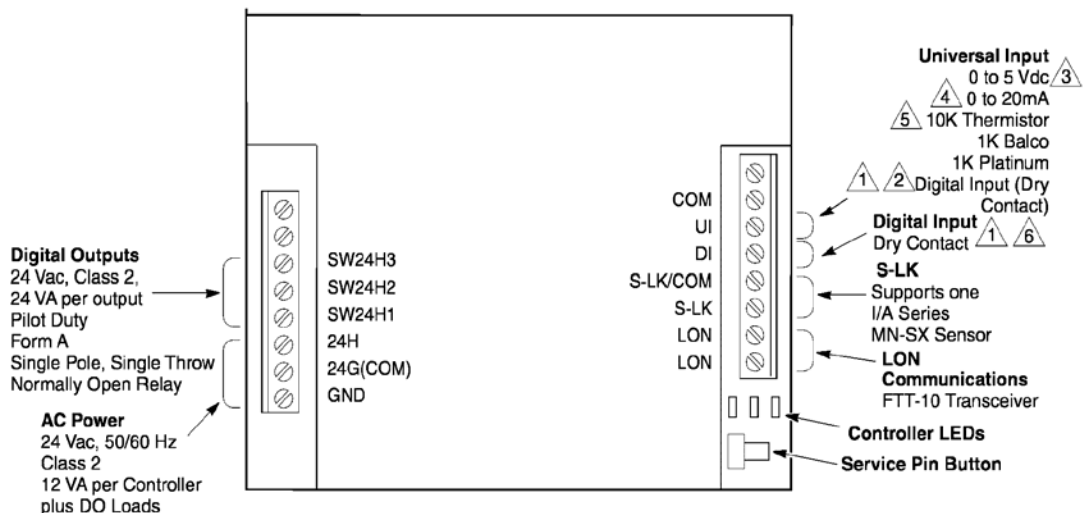 Universal Input
0 to 5 Vdc 3
4 0 to 20mA
5 10K Thermistor
1K Balco
1K Platinum
1 2 Digital Input (Dry
Contact)
Digital Input
Dry Contact 1 6
S-LK
Supports one
I/A Series
MN-SX Sensor
LON
Communications
FTT-10 Transceiver
Controller LEDs
Service Pin Button
COM
UI
DI
S-LK/COM
S-LK
LON
LON
Digital Outputs
24 Vac, Class 2,
24 VA per output
Pilot Duty
Form A
Single Pole, Single Throw
Normally Open Relay
AC Power
24 Vac, 50/60 Hz
Class 2
12 VA per Controller
plus DO Loads
SW24H3
SW24H2
SW24H1
24H
24G(COM)
GND